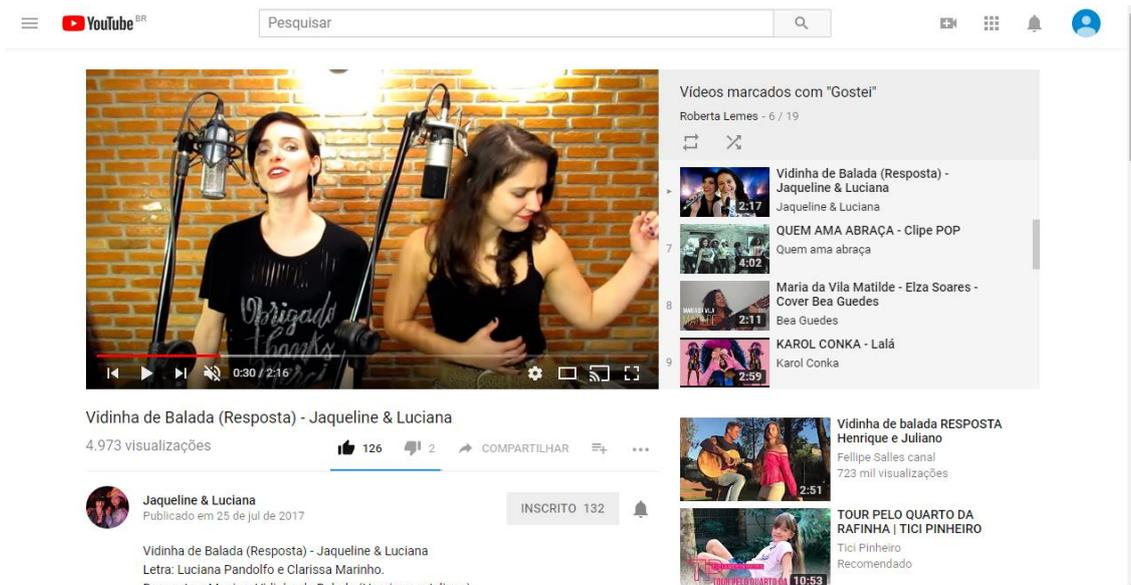 YouTube BR
Pesquisar
Vídeos marcados com "Gostei"
Roberta Lemes - 6 / 19
Vidinha de Balada (Resposta) -
Jaqueline & Luciana
Jaqueline & Luciana
2:17
7
QUEM AMA ABRAÇA - Clipe POP
Quem ama abraça
4:02
8
Maria da Vila Matilde - Elza Soares -
Cover Bea Guedes
Bea Guedes
2:11
9
KAROL CONKA - Lalá
Karol Conka
2:59
Obrigado
Thanks
0:30 / 2:16
Vidinha de Balada (Resposta) - Jaqueline & Luciana
4.973 visualizações
126
2
COMPARTILHAR
Jaqueline & Luciana
Publicado em 25 de jul de 2017
INSCRITO 132
Vidinha de Balada (Resposta) - Jaqueline & Luciana
Letra: Luciana Pandolfo e Clarissa Marinho.
Vidinha de balada RESPOSTA
Henrique e Juliano
Fellipe Salles canal
723 mil visualizações
2:51
TOUR PELO QUARTO DA
RAFINHA | TICI PINHEIRO
Tici Pinheiro
Recomendado
TOUR PELO QUARTO DA
10:53